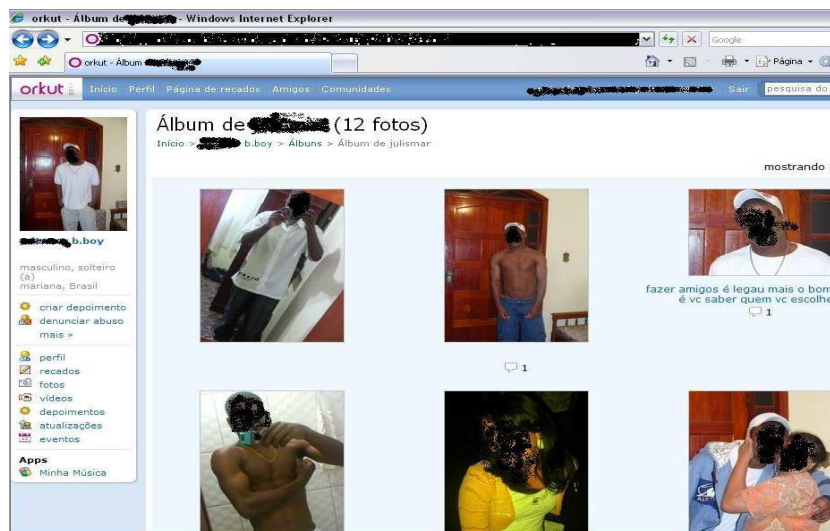 orkut - Álbum de - Windows Internet Explorer
Google
orkut - Álbum
Página
orkut
Início Perfil Página de recados Amigos Comunidades
Sair
pesquisa do
Álbum de (12 fotos)
Início > b.boy > Álbuns > Álbum de julismar
mostrando
b.boy
masculino, solteiro
(a)
mariana, Brasil
criar depoimento
denunciar abuso
mais »
perfil
recados
fotos
vídeos
depoimentos
atualizações
eventos
Apps
Minha Música
fazer amigos é legau mais o bom
é vc saber quem vc escolhe
1
1